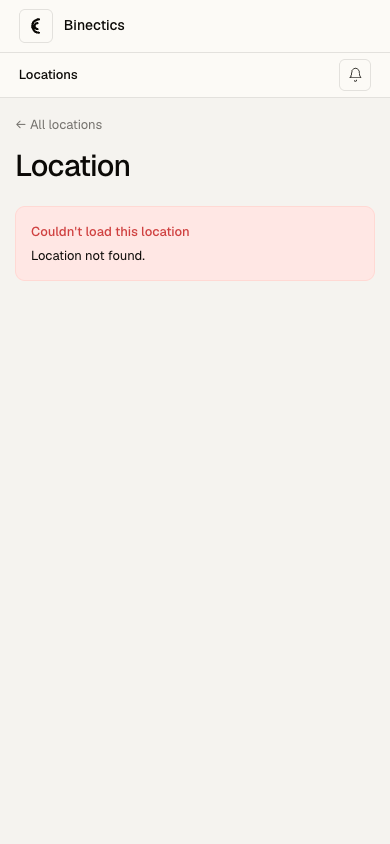 Binectics
Locations
← All locations
Location
Couldn't load this location
Location not found.